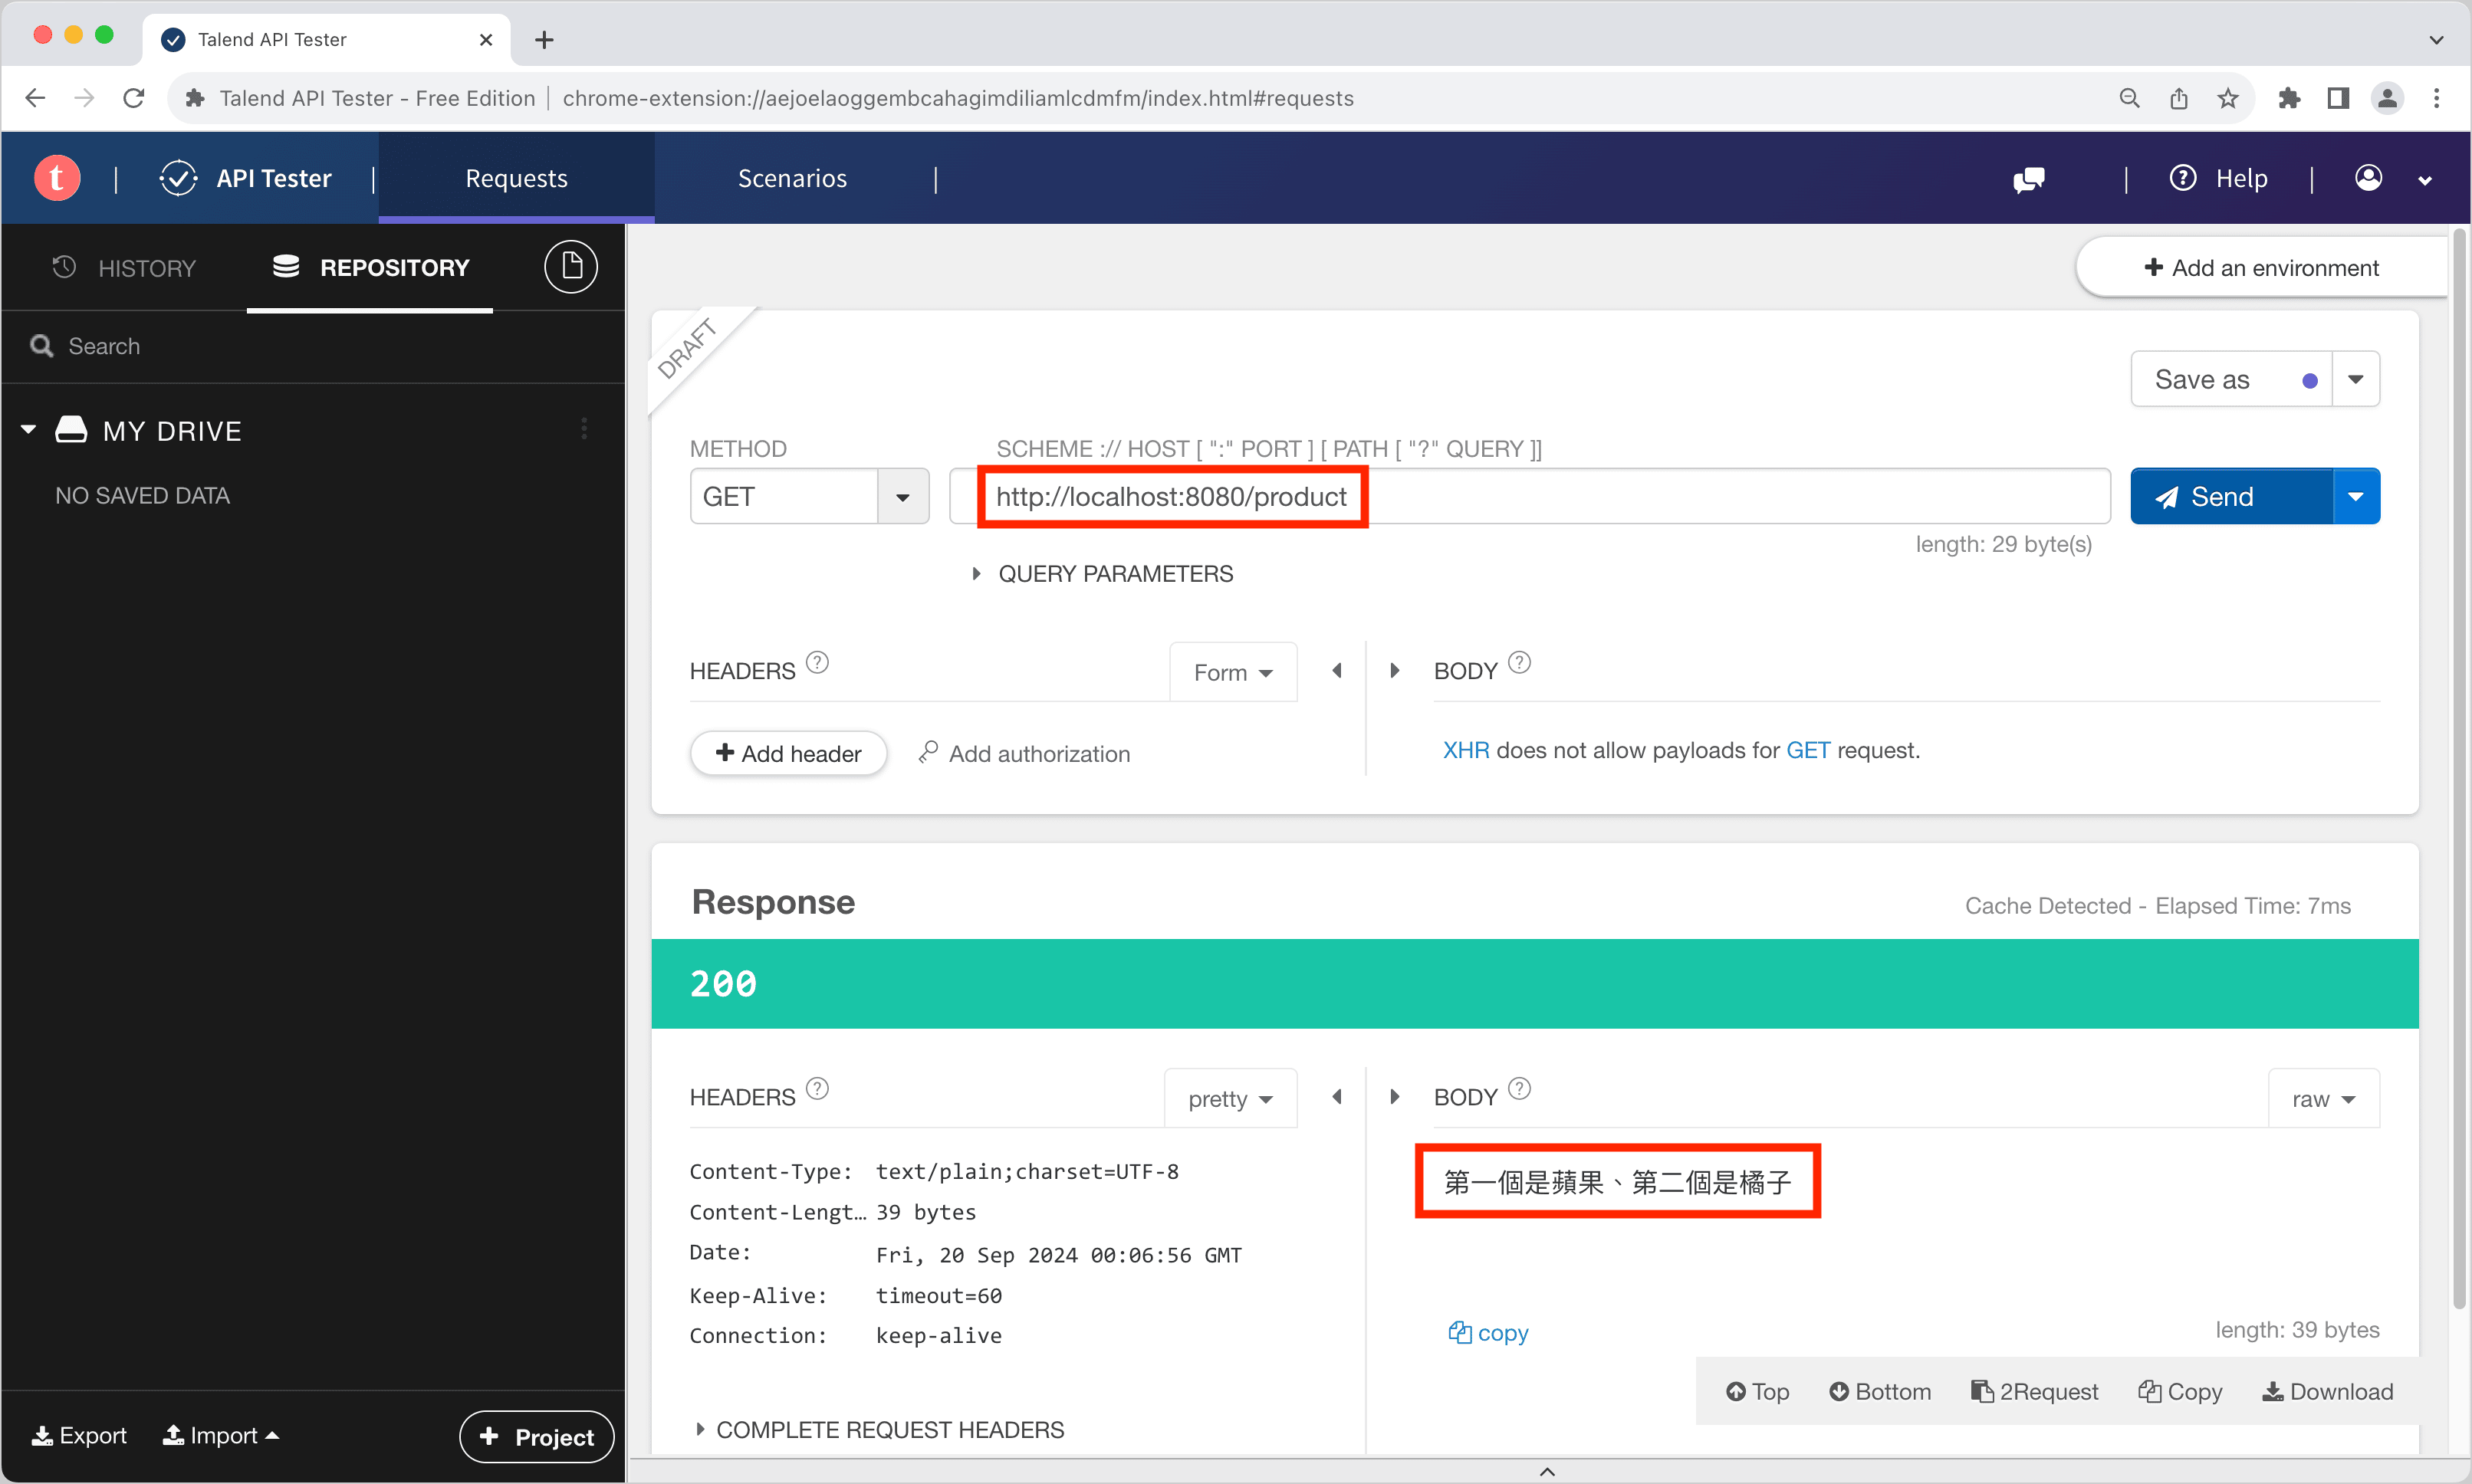 Talend API Tester
Talend API Tester - Free Edition | chrome-extension://aejoelaoggembcahagimdiliamlcdmfm/index.html#requests
t | API Tester | Requests Scenarios | | Help |
HISTORY REPOSITORY
Add an environment
Search
DRAFT
Save as
MY DRIVE
NO SAVED DATA
METHOD SCHEME :// HOST [ ":" PORT ] [ PATH [ "?" QUERY ]]
GET http://localhost:8080/product Send
length: 29 byte(s)
QUERY PARAMETERS
HEADERS ? Form BODY ?
+ Add header Add authorization XHR does not allow payloads for GET request.
Response Cache Detected - Elapsed Time: 7ms
200
HEADERS ? pretty BODY ? raw
Content-Type: text/plain;charset=UTF-8
第一個是蘋果、第二個是橘子
Content-Lengt... 39 bytes
Date: Fri, 20 Sep 2024 00:06:56 GMT
Keep-Alive: timeout=60
Connection: keep-alive
copy length: 39 bytes
Top Bottom 2Request Copy Download
COMPLETE REQUEST HEADERS
Export Import + Project